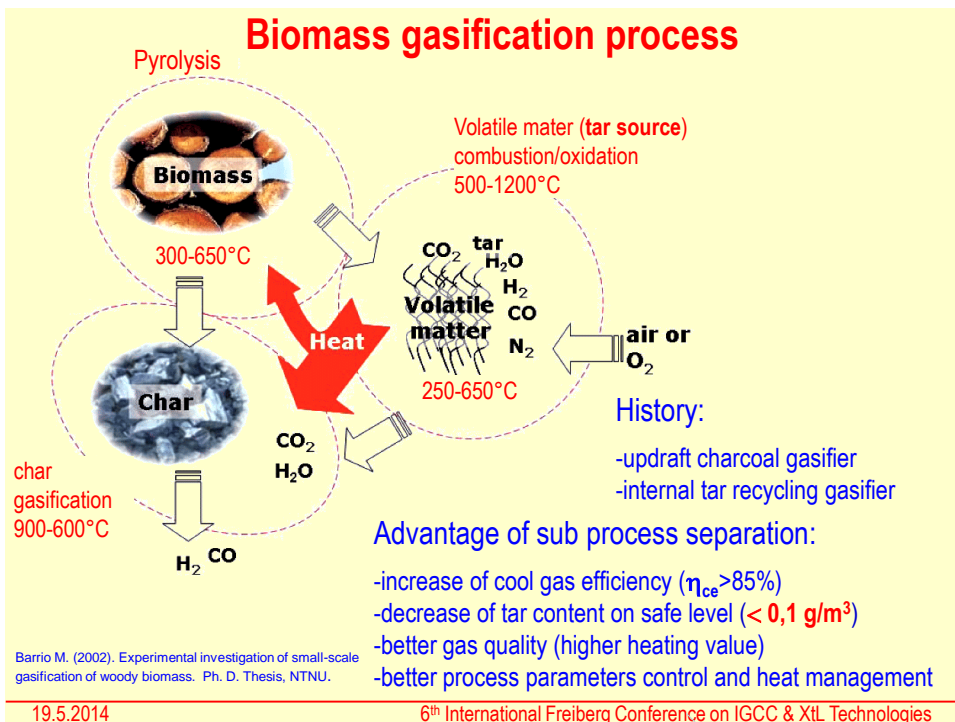 Biomass gasification process
Pyrolysis
Biomass
300-650°C
Volatile mater (tar source)
combustion/oxidation
500-1200°C
CO2
tar
H2O
H2
Volatile
matter
CO
N2
250-650°C
air or
O2
Heat
Char
CO2
H2O
char
gasification
900-600°C
H2 CO
History:
-updraft charcoal gasifier
-internal tar recycling gasifier
Advantage of sub process separation:
-increase of cool gas efficiency (ηce>85%)
-decrease of tar content on safe level (< 0,1 g/m³)
-better gas quality (higher heating value)
-better process parameters control and heat management
Barrio M. (2002). Experimental investigation of small-scale
gasification of woody biomass. Ph. D. Thesis, NTNU.
19.5.2014
6th International Freiberg Conference on IGCC & XtL Technologies